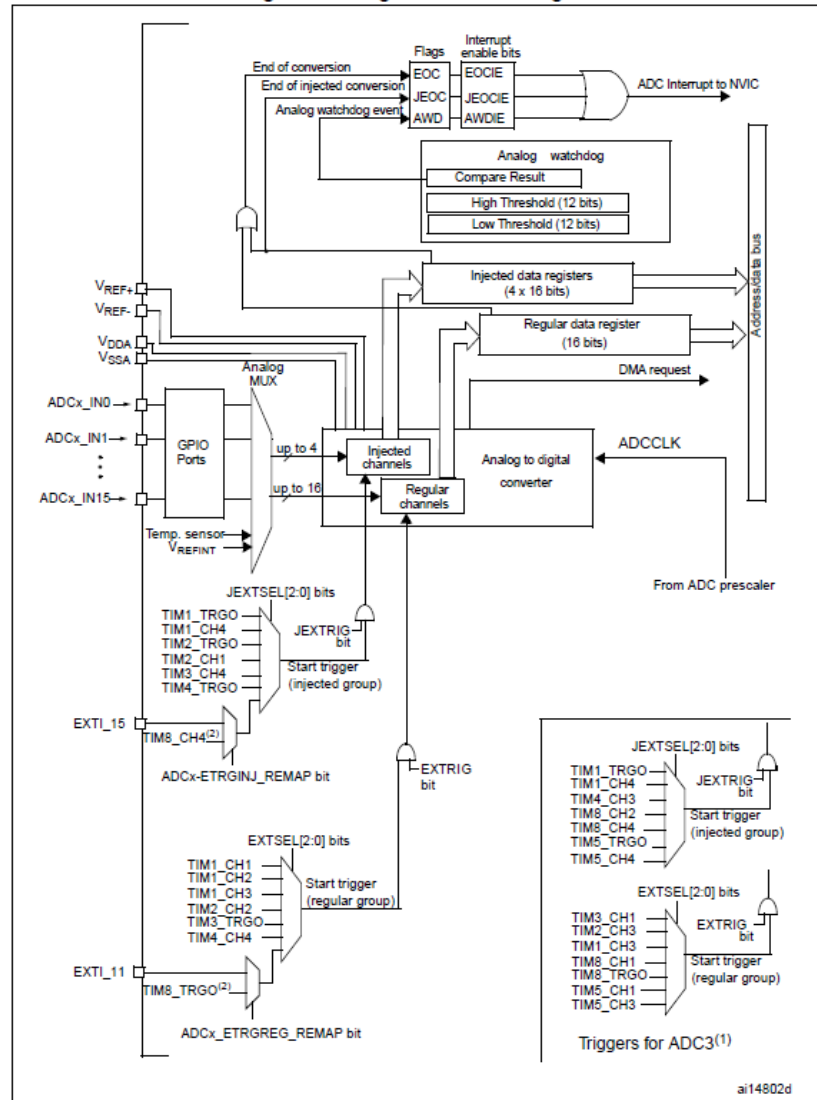 Flags
Interrupt
enable bits
End of conversion
EOC
EOCIE
End of injected conversion
JEOC
JEOCIE
ADC Interrupt to NVIC
Analog watchdog event
AWD
AWDIE
Analog watchdog
Compare Result
High Threshold (12 bits)
Low Threshold (12 bits)
Address/data bus
Injected data registers
(4 x 16 bits)
Regular data register
(16 bits)
VREF+
VREF-
VDDA
VSSA
Analog
MUX
DMA request
ADCx_IN0
ADCx_IN1
ADCx_IN15
GPIO
Ports
up to 4
up to 16
Injected
channels
Regular
channels
Analog to digital
converter
ADCCLK
Temp. sensor
VREFINT
From ADC prescaler
JEXTSEL[2:0] bits
TIM1_TRGO
TIM1_CH4
TIM2_TRGO
TIM2_CH1
TIM3_CH4
TIM4_TRGO
JEXTRIG
bit
Start trigger
(injected group)
EXTI_15
TIM8_CH4(2)
ADCx-ETRGINJ_REMAP bit
EXTRIG
bit
EXTSEL[2:0] bits
TIM1_CH1
TIM1_CH2
TIM1_CH3
TIM2_CH2
TIM3_TRGO
TIM4_CH4
Start trigger
(regular group)
EXTI_11
TIM8_TRGO(2)
ADCx_ETRGREG_REMAP bit
JEXTSEL[2:0] bits
TIM1_TRGO
TIM1_CH4
TIM4_CH3
TIM8_CH2
TIM8_CH4
TIM5_TRGO
TIM5_CH4
JEXTRIG
bit
Start trigger
(injected group)
EXTSEL[2:0] bits
TIM3_CH1
TIM2_CH3
TIM1_CH3
TIM8_CH1
TIM8_TRGO
TIM5_CH1
TIM5_CH3
EXTRIG
bit
Start trigger
(regular group)
Triggers for ADC3(1)
ai14802d